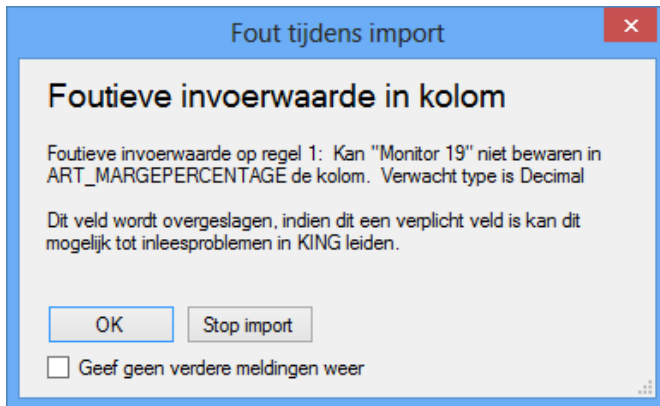 Fout tijdens import
Foutieve invoerwaarde in kolom
Foutieve invoerwaarde op regel 1:  Kan "Monitor 19" niet bewaren in
ART_MARGEPERCENTAGE de kolom.  Verwacht type is Decimal
Dit veld wordt overgeslagen, indien dit een verplicht veld is kan dit
mogelijk tot inleesproblemen in KING leiden.
OK
Stop import
Geef geen verdere meldingen weer